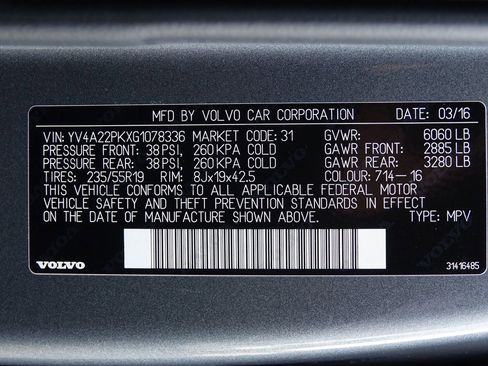 MFD BY VOLVO CAR CORPORATION DATE: 03/16
VIN: YV4A22PKXG1078336 MARKET CODE: 31 GVWR: 6060 LB
PRESSURE FRONT: 38 PSI, 260 KPA COLD GAWR FRONT: 2885 LB
PRESSURE REAR: 38 PSI, 260 KPA COLD GAWR REAR: 3280 LB
TIRES: 235/55R19 RIM: 8Jx19x42.5 COLOUR: 714-16
THIS VEHICLE CONFORMS TO ALL APPLICABLE FEDERAL MOTOR
VEHICLE SAFETY AND THEFT PREVENTION STANDARDS IN EFFECT
ON THE DATE OF MANUFACTURE SHOWN ABOVE. TYPE: MPV
VOLVO 31416485